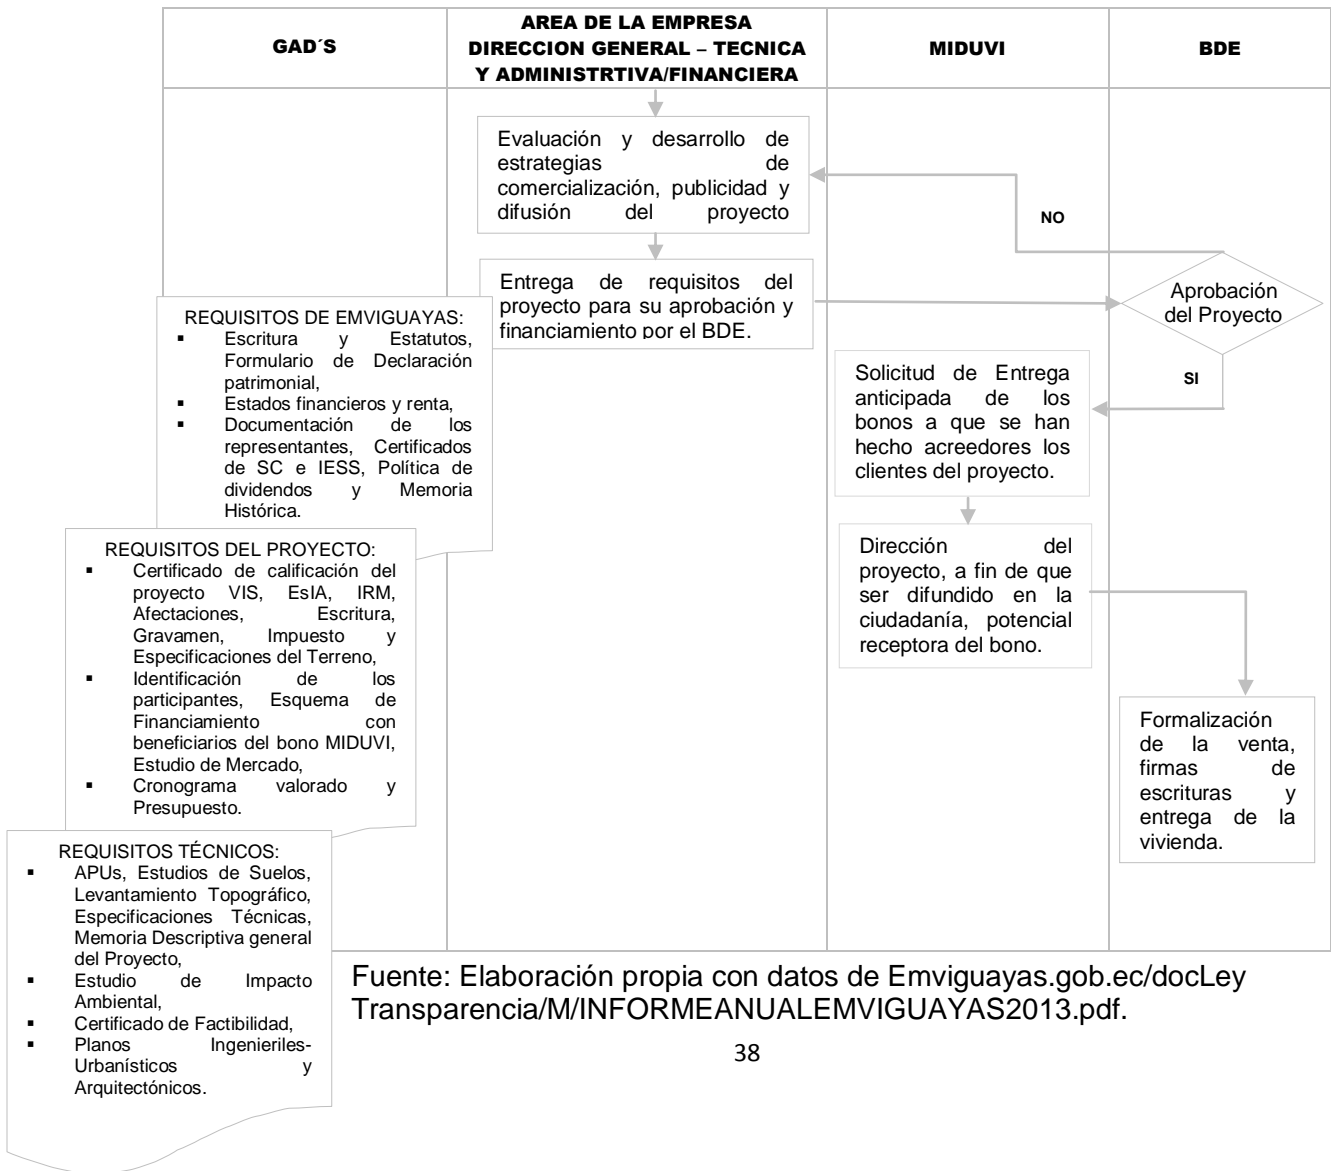 GAD´S
AREA DE LA EMPRESA
DIRECCION GENERAL – TECNICA
Y ADMINISTRTIVA/FINANCIERA
MIDUVI
BDE
Evaluación y desarrollo de
estrategias de
comercialización, publicidad y
difusión del proyecto
NO
Entrega de requisitos del
proyecto para su aprobación y
financiamiento por el BDE.
Aprobación
del Proyecto
SI
REQUISITOS DE EMVIGUAYAS:
▪ Escritura y Estatutos,
Formulario de Declaración
patrimonial,
▪ Estados financieros y renta,
▪ Documentación de los
representantes, Certificados
de SC e IESS, Política de
dividendos y Memoria
Histórica.
Solicitud de Entrega
anticipada de los
bonos a que se han
hecho acreedores los
clientes del proyecto.
Dirección del
proyecto, a fin de que
ser difundido en la
ciudadanía, potencial
receptora del bono.
REQUISITOS DEL PROYECTO:
▪ Certificado de calificación del
proyecto VIS, EsIA, IRM,
Afectaciones, Escritura,
Gravamen, Impuesto y
Especificaciones del Terreno,
▪ Identificación de los
participantes, Esquema de
Financiamiento con
beneficiarios del bono MIDUVI,
Estudio de Mercado,
▪ Cronograma valorado y
Presupuesto.
Formalización
de la venta,
firmas de
escrituras y
entrega de la
vivienda.
REQUISITOS TÉCNICOS:
▪ APUs, Estudios de Suelos,
Levantamiento Topográfico,
Especificaciones Técnicas,
Memoria Descriptiva general
del Proyecto,
▪ Estudio de Impacto
Ambiental,
▪ Certificado de Factibilidad,
▪ Planos Ingenieriles-
Urbanísticos y
Arquitectónicos.
Fuente: Elaboración propia con datos de Emviguayas.gob.ec/docLey
Transparencia/M/INFORMEANUALEMVIGUAYAS2013.pdf.
38